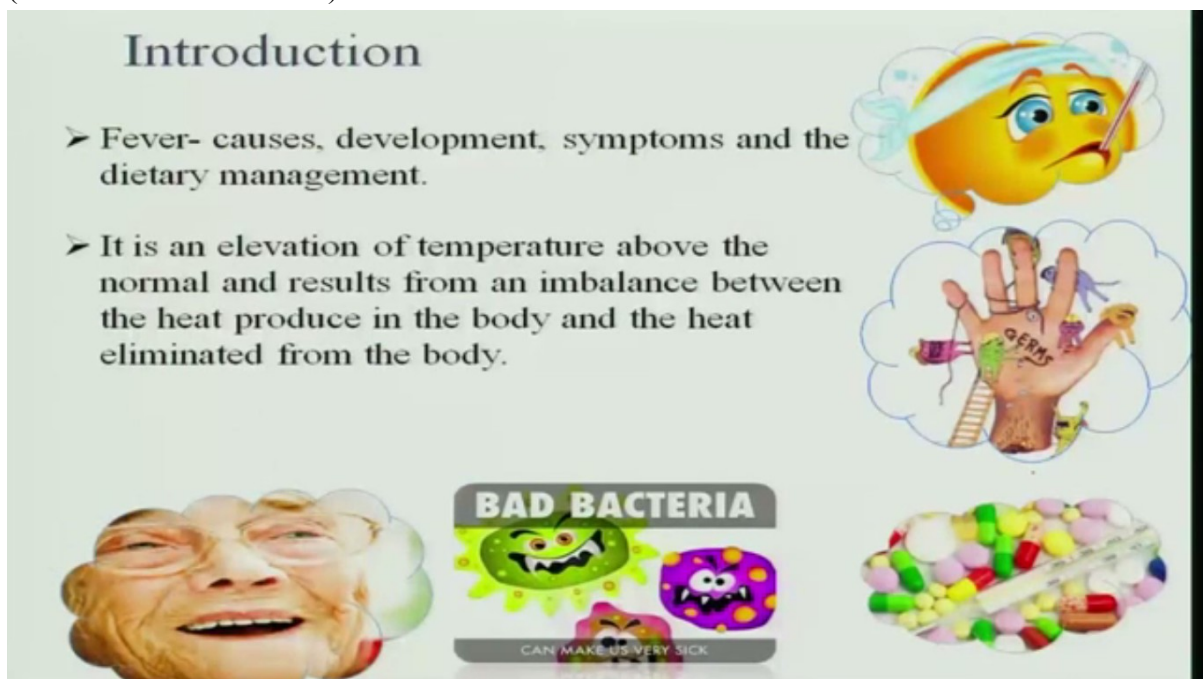 Introduction
➢ Fever- causes, development, symptoms and the
dietary management.
➢ It is an elevation of temperature above the
normal and results from an imbalance between
the heat produce in the body and the heat
eliminated from the body.
GERMS
BAD BACTERIA
CAN MAKE US VERY SICK